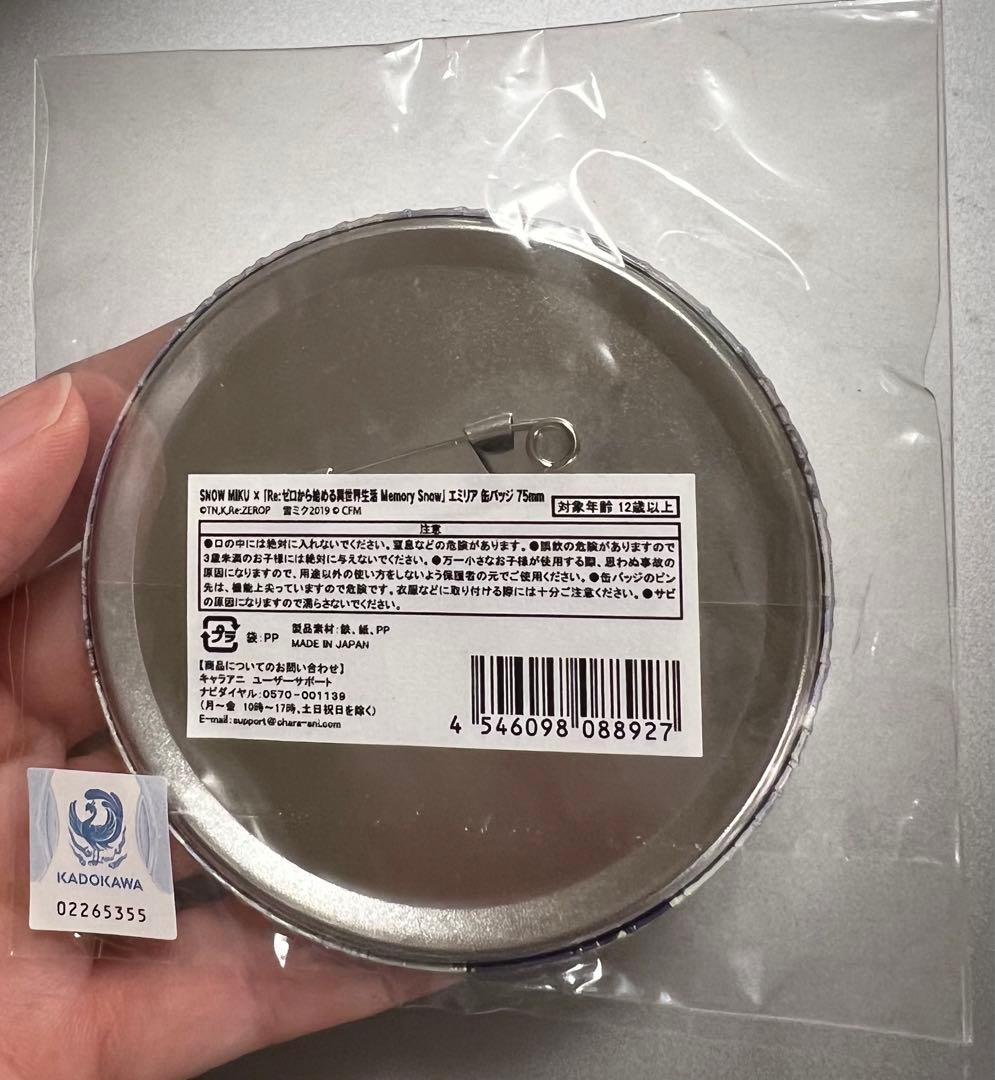 SNOW MIKU × 「Re:ゼロから始める異世界生活 Memory Snow」 エミリア 缶バッジ 75mm
©TN,K,Re:ZEROP 雪ミク2019 © CFM
対象年齢 12歳以上
注意
●口の中には絶対に入れないでください。窒息などの危険があります。●誤飲の危険がありますので
3歳未満のお子様には絶対に与えないでください。●万一小さなお子様が使用する際、思わぬ事故の
原因になりますので、用途以外の使い方をしないよう保護者の元でご使用ください。●缶バッジのピン
先は、機能上尖っていますので危険です。衣服などに取り付ける際には十分ご注意ください。●サビ
の原因になりますので濡らさないでください。
プラ 袋:PP
製品素材:鉄、紙、PP
MADE IN JAPAN
【商品についてのお問い合わせ】
キャラアニ ユーザーサポート
ナビダイヤル:0570-001139
(月〜金 10時〜17時、土日祝日を除く)
E-mail:support@chara-ani.com
4 546098 088927
KADOKAWA
02265355